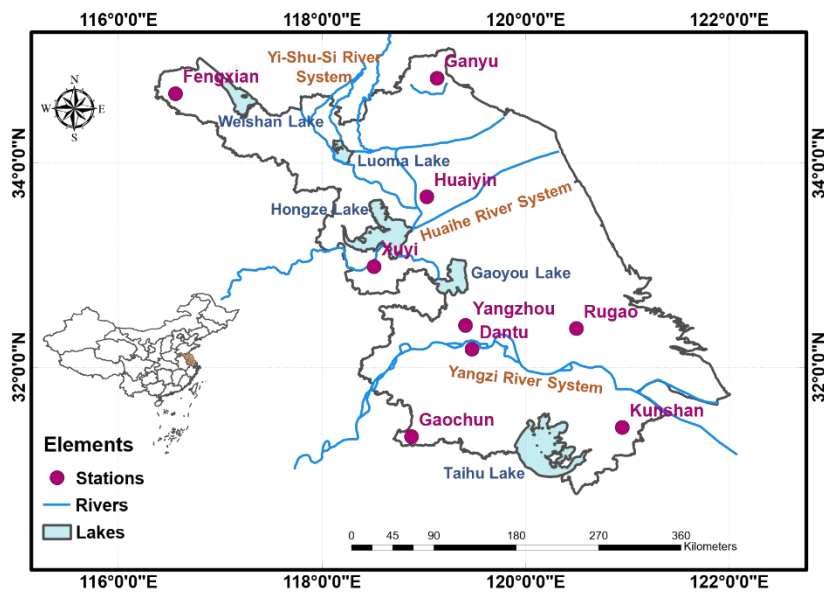 116°0'0"E 118°0'0"E 120°0'0"E 122°0'0"E
Yi-Shu-Si River
System
Ganyu
Fengxian
N
W E
S
Weishan Lake
34°0'0"N
34°0'0"N
Luoma Lake
Huaiyin
Hongze Lake
Huaihe River System
Xuyi
Gaoyou Lake
Yangzhou
Rugao
Dantu
32°0'0"N
32°0'0"N
Yangzi River System
Gaochun
Kunshan
Taihu Lake
Elements
Stations
Rivers
Lakes
0 45 90 180 270 360
Kilometers
116°0'0"E 118°0'0"E 120°0'0"E 122°0'0"E